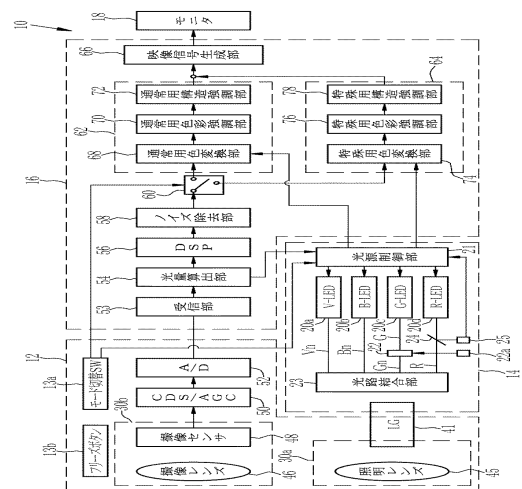 10
16
18
モニタ
66
映像信号生成部
62
72
通常用構造強調部
70
通常用色彩強調部
68
通常用色変換部
64
78
特殊用構造強調部
76
特殊用色彩強調部
74
特殊用色変換部
60
58
ノイズ除去部
56
DSP
54
光量算出部
53
受信部
12
13a
モード切替SW
13b
フリーズボタン
52
A/D
50
CDS/AGC
30b
48
撮像センサ
46
撮像レンズ
14
21
光源制御部
20a
V-LED
20b
B-LED
20c
G-LED
20d
R-LED
Vn
Bn
G
Gn
R
22
22a
24
25
23
光路結合部
41
LG
30a
45
照明レンズ